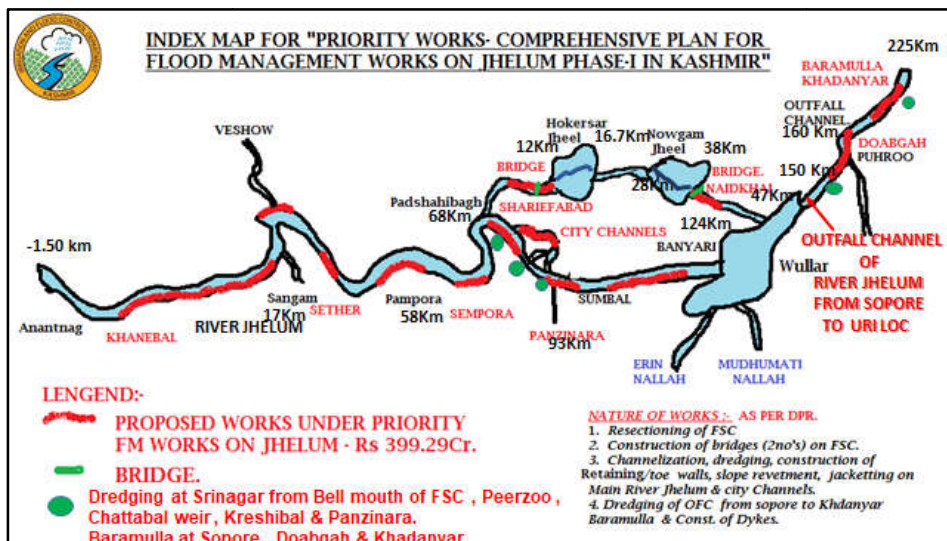 INDEX MAP FOR "PRIORITY WORKS- COMPREHENSIVE PLAN FOR
FLOOD MANAGEMENT WORKS ON JHELUM PHASE-I IN KASHMIR"
225Km
BARAMULLA
KHADANYAR
OUTFALL
CHANNEL
160 Km
DOABGAH
PUHROO
150 Km
47Km
VESHOW
Hokersar
Jheel
16.7Km
Nowgam
Jheel
38Km
12Km
BRIDGE
28Km
BRIDGE.
NAIDKHAI
SHARIEFABAD
Padshahibagh
68Km
CITY CHANNELS
124Km
BANYARI
OUTFALL CHANNEL
OF
RIVER JHELUM
FROM SOPORE
TO URI LOC
Wullar
-1.50 km
Anantnag
KHANEBAL
RIVER JHELUM
Sangam
17Km
SETHER
Pampora
58Km
SEMPORA
SUMBAL
PANZINARA
93Km
ERIN
NALLAH
MUDHUMATI
NALLAH
LENGEND:-
PROPOSED WORKS UNDER PRIORITY
FM WORKS ON JHELUM - Rs 399.29Cr.
BRIDGE.
Dredging at Srinagar from Bell mouth of FSC , Peerzoo ,
Chattabal weir , Kreshibal & Panzinara.
Baramulla at Sopore , Doabgah & Khadanyar
NATURE OF WORKS :- AS PER DPR.
1. Resectioning of FSC
2. Construction of bridges (2no's) on FSC.
3. Channelization, dredging, construction of
Retaining/toe walls, slope revetment, jacketting on
Main River Jhelum & city Channels.
4. Dredging of OFC from sopore to Khdanyar
Baramulla & Const. of Dykes.